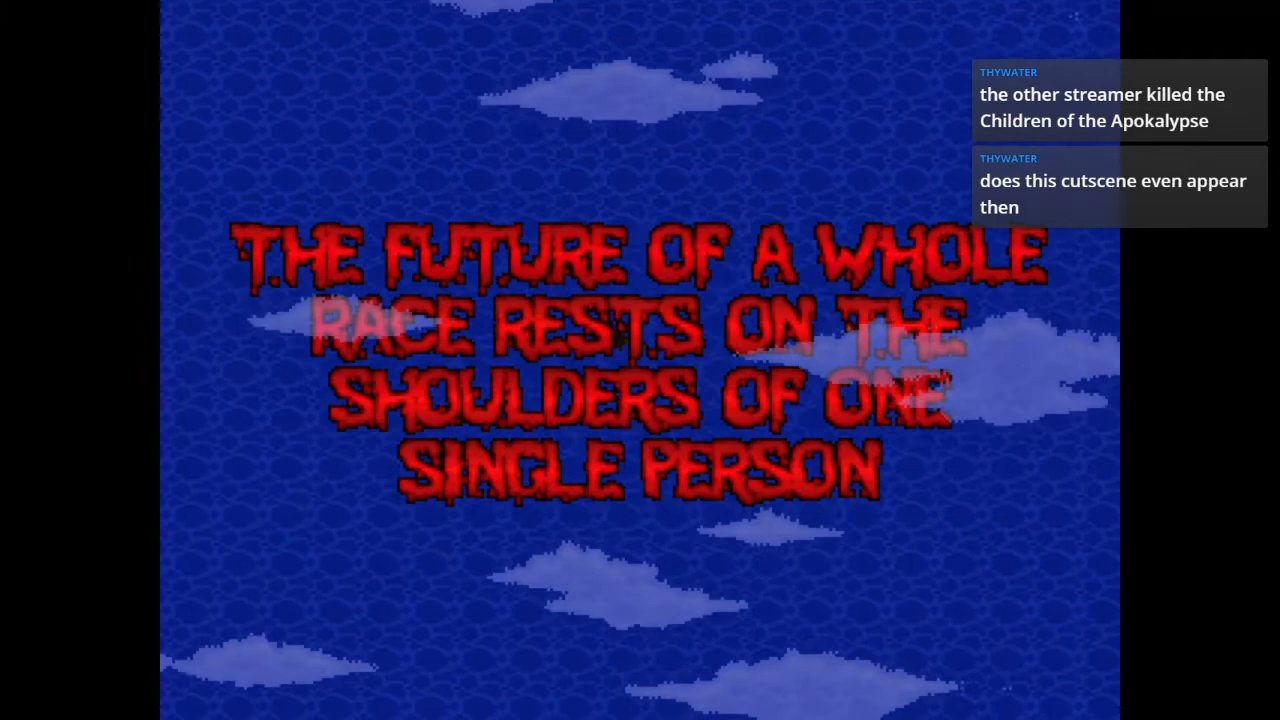 THYWATER
the other streamer killed the
Children of the Apokalypse
THYWATER
does this cutscene even appear
then
THE FUTURE OF A WHOLE
RACE RESTS ON THE
SHOULDERS OF ONE
SINGLE PERSON